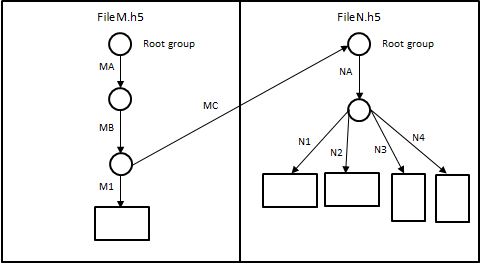 FileM.h5
FileN.h5
Root group
Root group
MA
NA
MC
MB
N1
N2
N3
N4
M1